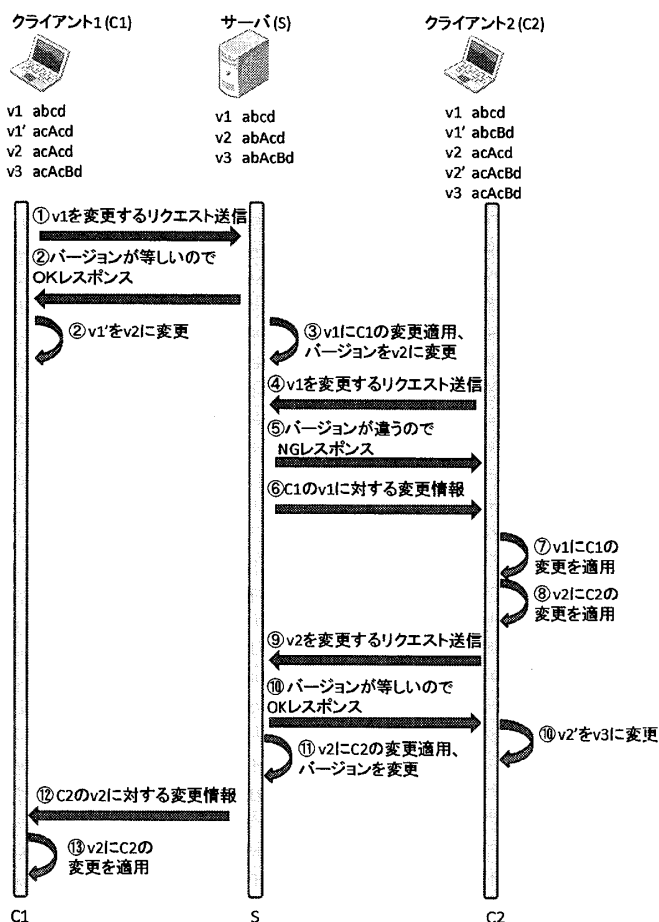 クライアント1 (C1)
サーバ (S)
クライアント2 (C2)
v1 abcd
v1' acAcd
v2 acAcd
v3 acAcBd
v1 abcd
v2 abAcd
v3 abAcBd
v1 abcd
v1' abcBd
v2 acAcd
v2' acAcBd
v3 acAcBd
①v1を変更するリクエスト送信
②バージョンが等しいので
OKレスポンス
②v1'をv2に変更
③v1にC1の変更適用、
バージョンをv2に変更
④v1を変更するリクエスト送信
⑤バージョンが違うので
NGレスポンス
⑥C1のv1に対する変更情報
⑦v1にC1の
変更を適用
⑧v2にC2の
変更を適用
⑨v2を変更するリクエスト送信
⑩バージョンが等しいので
OKレスポンス
⑩v2'をv3に変更
⑪v2にC2の変更適用、
バージョンを変更
⑫C2のv2に対する変更情報
⑬v2にC2の
変更を適用
C1
S
C2